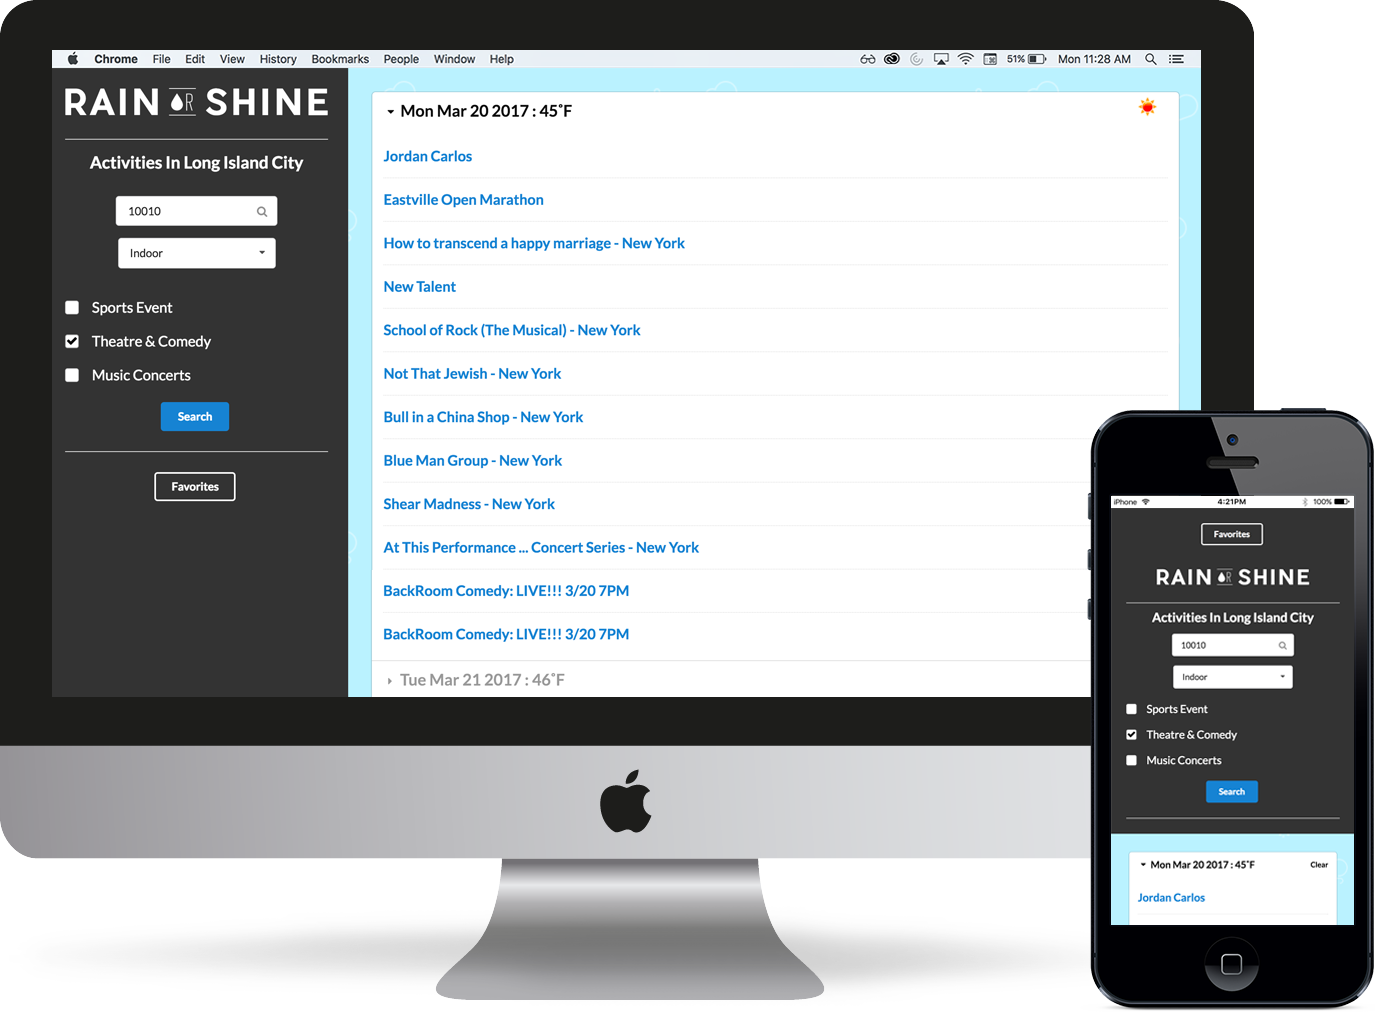 Chrome File Edit View History Bookmarks People Window Help 51% Mon 11:28 AM
RAIN OR SHINE
Activities In Long Island City
10010
Indoor
Sports Event
Theatre & Comedy
Music Concerts
Search
Favorites
Mon Mar 20 2017 : 45°F
Jordan Carlos
Eastville Open Marathon
How to transcend a happy marriage - New York
New Talent
School of Rock (The Musical) - New York
Not That Jewish - New York
Bull in a China Shop - New York
Blue Man Group - New York
Shear Madness - New York
At This Performance ... Concert Series - New York
BackRoom Comedy: LIVE!!! 3/20 7PM
BackRoom Comedy: LIVE!!! 3/20 7PM
Tue Mar 21 2017 : 46°F
iPhone 4:21PM 100%
Favorites
RAIN OR SHINE
Activities In Long Island City
10010
Indoor
Sports Event
Theatre & Comedy
Music Concerts
Search
Mon Mar 20 2017 : 45°F Clear
Jordan Carlos